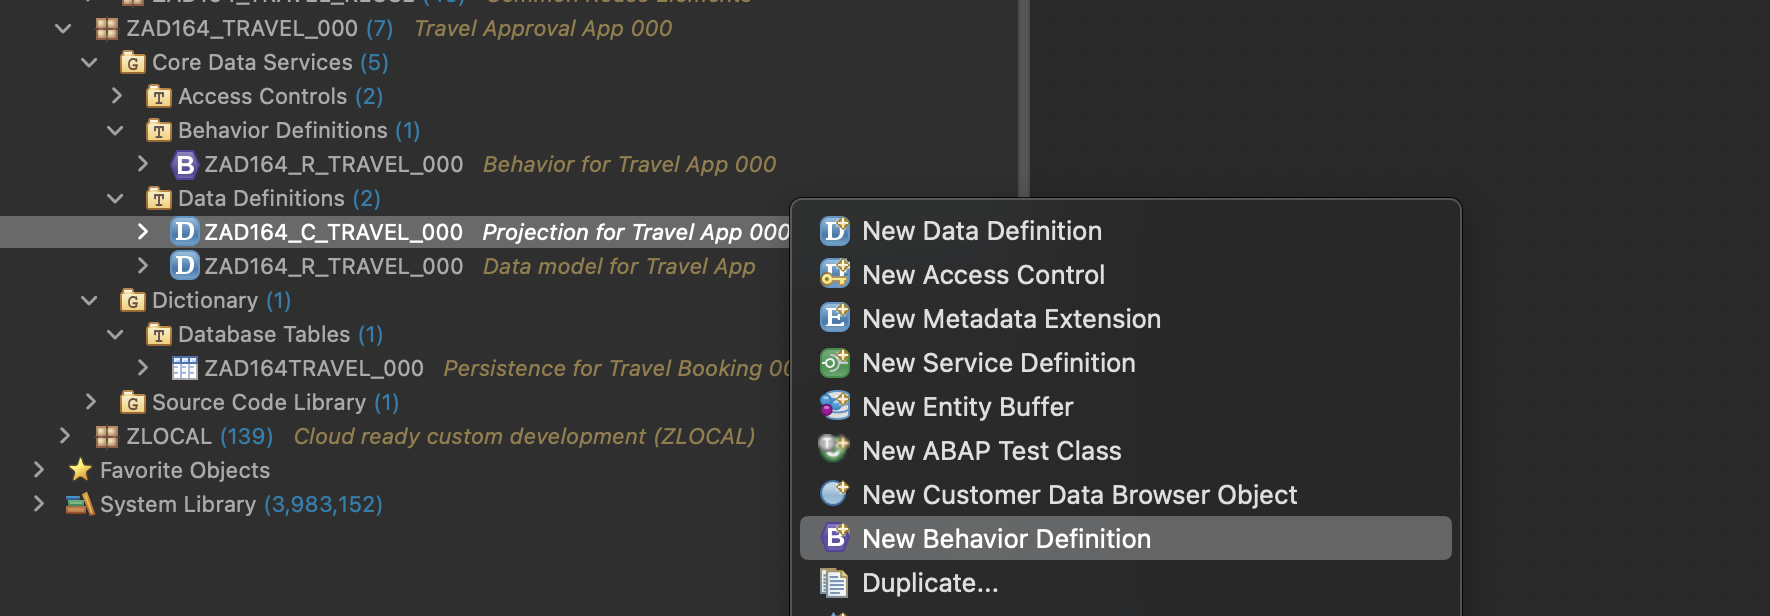 ZAD164_TRAVEL_000 (7) Travel Approval App 000
Core Data Services (5)
Access Controls (2)
Behavior Definitions (1)
B ZAD164_R_TRAVEL_000 Behavior for Travel App 000
Data Definitions (2)
D ZAD164_C_TRAVEL_000 Projection for Travel App 000
D ZAD164_R_TRAVEL_000 Data model for Travel App
Dictionary (1)
Database Tables (1)
ZAD164TRAVEL_000 Persistence for Travel Booking
Source Code Library (1)
ZLOCAL (139) Cloud ready custom development (ZLOCAL)
Favorite Objects
System Library (3,983,152)
New Data Definition
New Access Control
New Metadata Extension
New Service Definition
New Entity Buffer
New ABAP Test Class
New Customer Data Browser Object
New Behavior Definition
Duplicate...